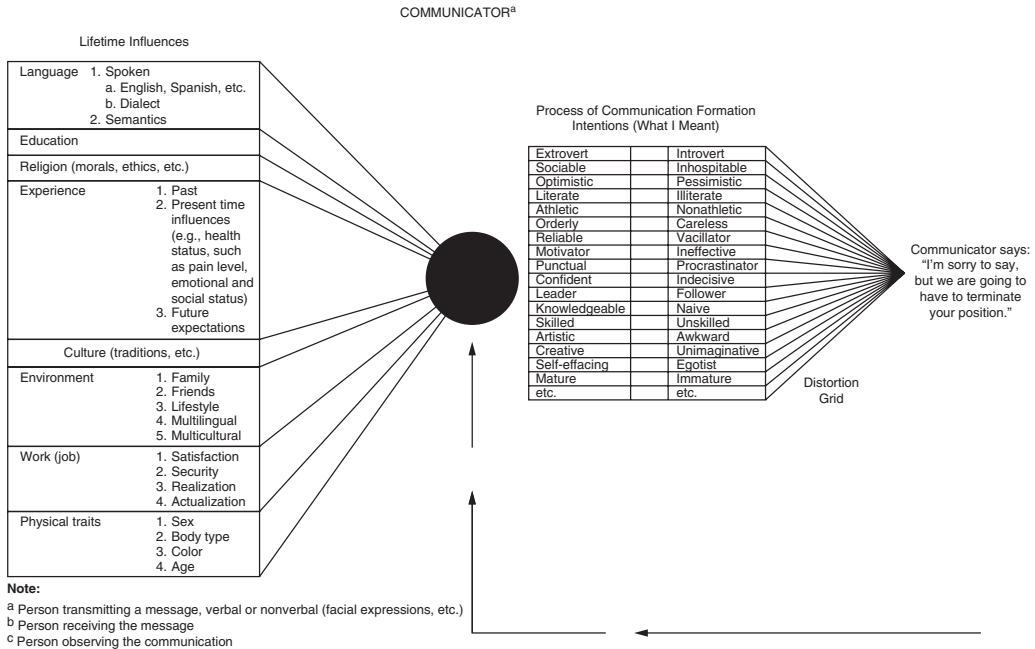 COMMUNICATORᵃ
Lifetime Influences
Language 1. Spoken
a. English, Spanish, etc.
b. Dialect
2. Semantics
Education
Religion (morals, ethics, etc.)
Experience 1. Past
2. Present time
influences
(e.g., health
status, such
as pain level,
emotional and
social status)
3. Future
expectations
Culture (traditions, etc.)
Environment 1. Family
2. Friends
3. Lifestyle
4. Multilingual
5. Multicultural
Work (job) 1. Satisfaction
2. Security
3. Realization
4. Actualization
Physical traits 1. Sex
2. Body type
3. Color
4. Age
Process of Communication Formation
Intentions (What I Meant)
Extrovert Introvert
Sociable Inhospitable
Optimistic Pessimistic
Literate Illiterate
Athletic Nonathletic
Orderly Careless
Reliable Vacillator
Motivator Ineffective
Punctual Procrastinator
Confident Indecisive
Leader Follower
Knowledgeable Naive
Skilled Unskilled
Artistic Awkward
Creative Unimaginative
Self-effacing Egotist
Mature Immature
etc. etc.
Distortion
Grid
Communicator says:
“I’m sorry to say,
but we are going to
have to terminate
your position.”
Note:
ᵃ Person transmitting a message, verbal or nonverbal (facial expressions, etc.)
ᵇ Person receiving the message
ᶜ Person observing the communication